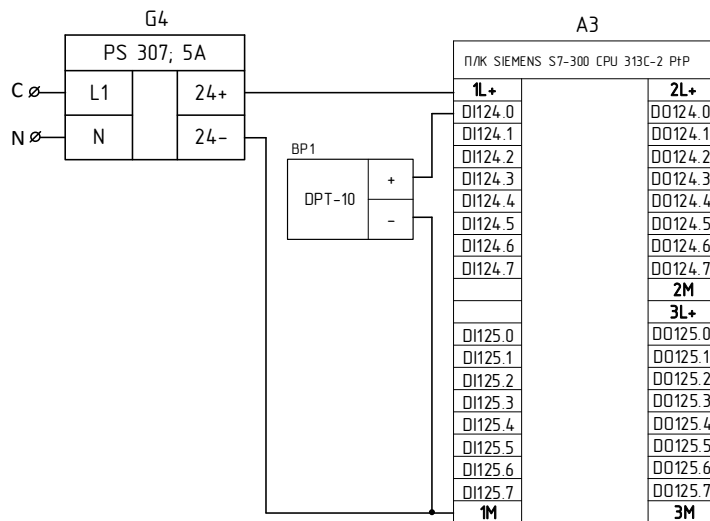 G4
PS 307; 5A
C L1 24+
N N 24-
BP1
DPT-10 +
-
A3
ПЛК SIEMENS S7-300 CPU 313C-2 PtP
1L+ 2L+
DI124.0 DO124.0
DI124.1 DO124.1
DI124.2 DO124.2
DI124.3 DO124.3
DI124.4 DO124.4
DI124.5 DO124.5
DI124.6 DO124.6
DI124.7 DO124.7
2M
3L+
DI125.0 DO125.0
DI125.1 DO125.1
DI125.2 DO125.2
DI125.3 DO125.3
DI125.4 DO125.4
DI125.5 DO125.5
DI125.6 DO125.6
DI125.7 DO125.7
1M 3M